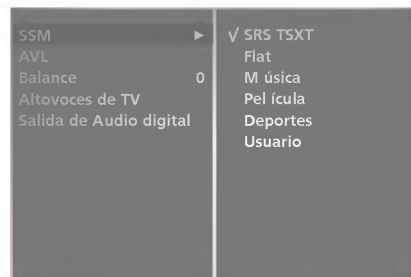 SSM ▶
AVL
Balance 0
Altovoces de TV
Salida de Audio digital
√ SRS TSXT
Flat
M úsica
Pel ícula
Deportes
Usuario